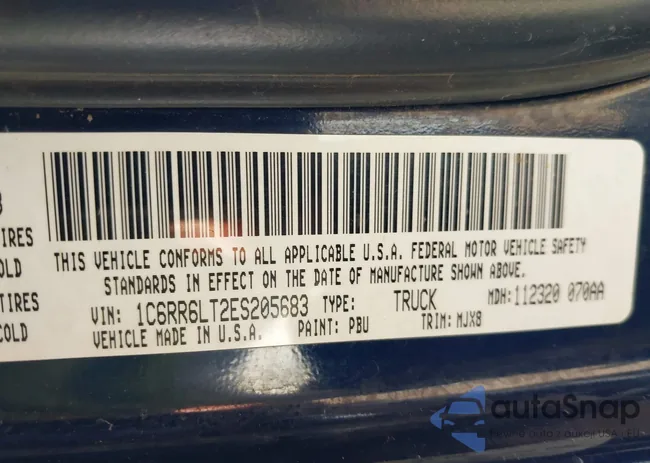 3
IRES
OLD
THIS VEHICLE CONFORMS TO ALL APPLICABLE U.S.A. FEDERAL MOTOR VEHICLE SAFETY
STANDARDS IN EFFECT ON THE DATE OF MANUFACTURE SHOWN ABOVE.
S
VIN: 1C6RR6LT2ES205683 TYPE: TRUCK MDH: 112320 070AA
COLD
VEHICLE MADE IN U.S.A. PAINT: PBU TRIM: MJX8
autoSnap